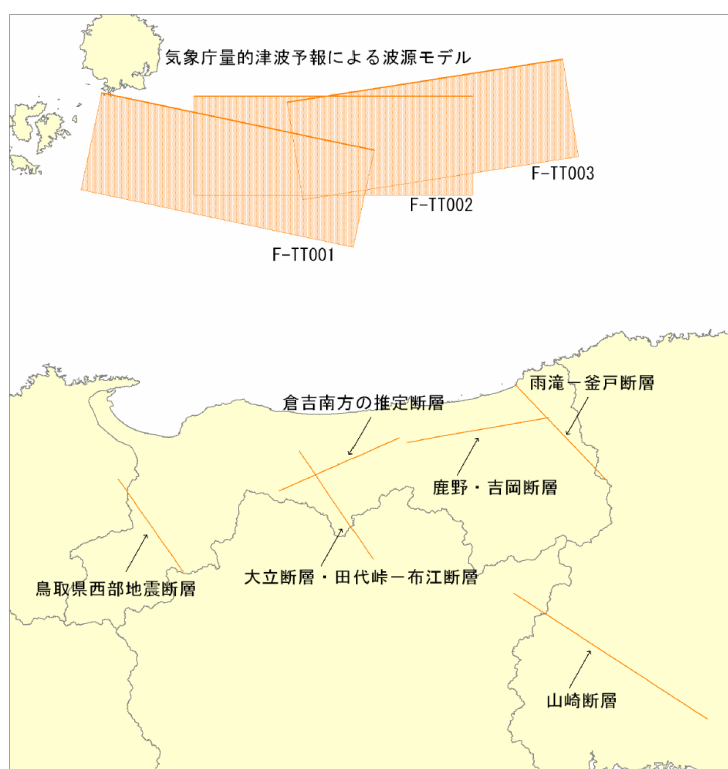 気象庁量的津波予報による波源モデル
F-TT003
F-TT002
F-TT001
雨滝－釜戸断層
倉吉南方の推定断層
鹿野・吉岡断層
大立断層・田代峠－布江断層
鳥取県西部地震断層
山崎断層